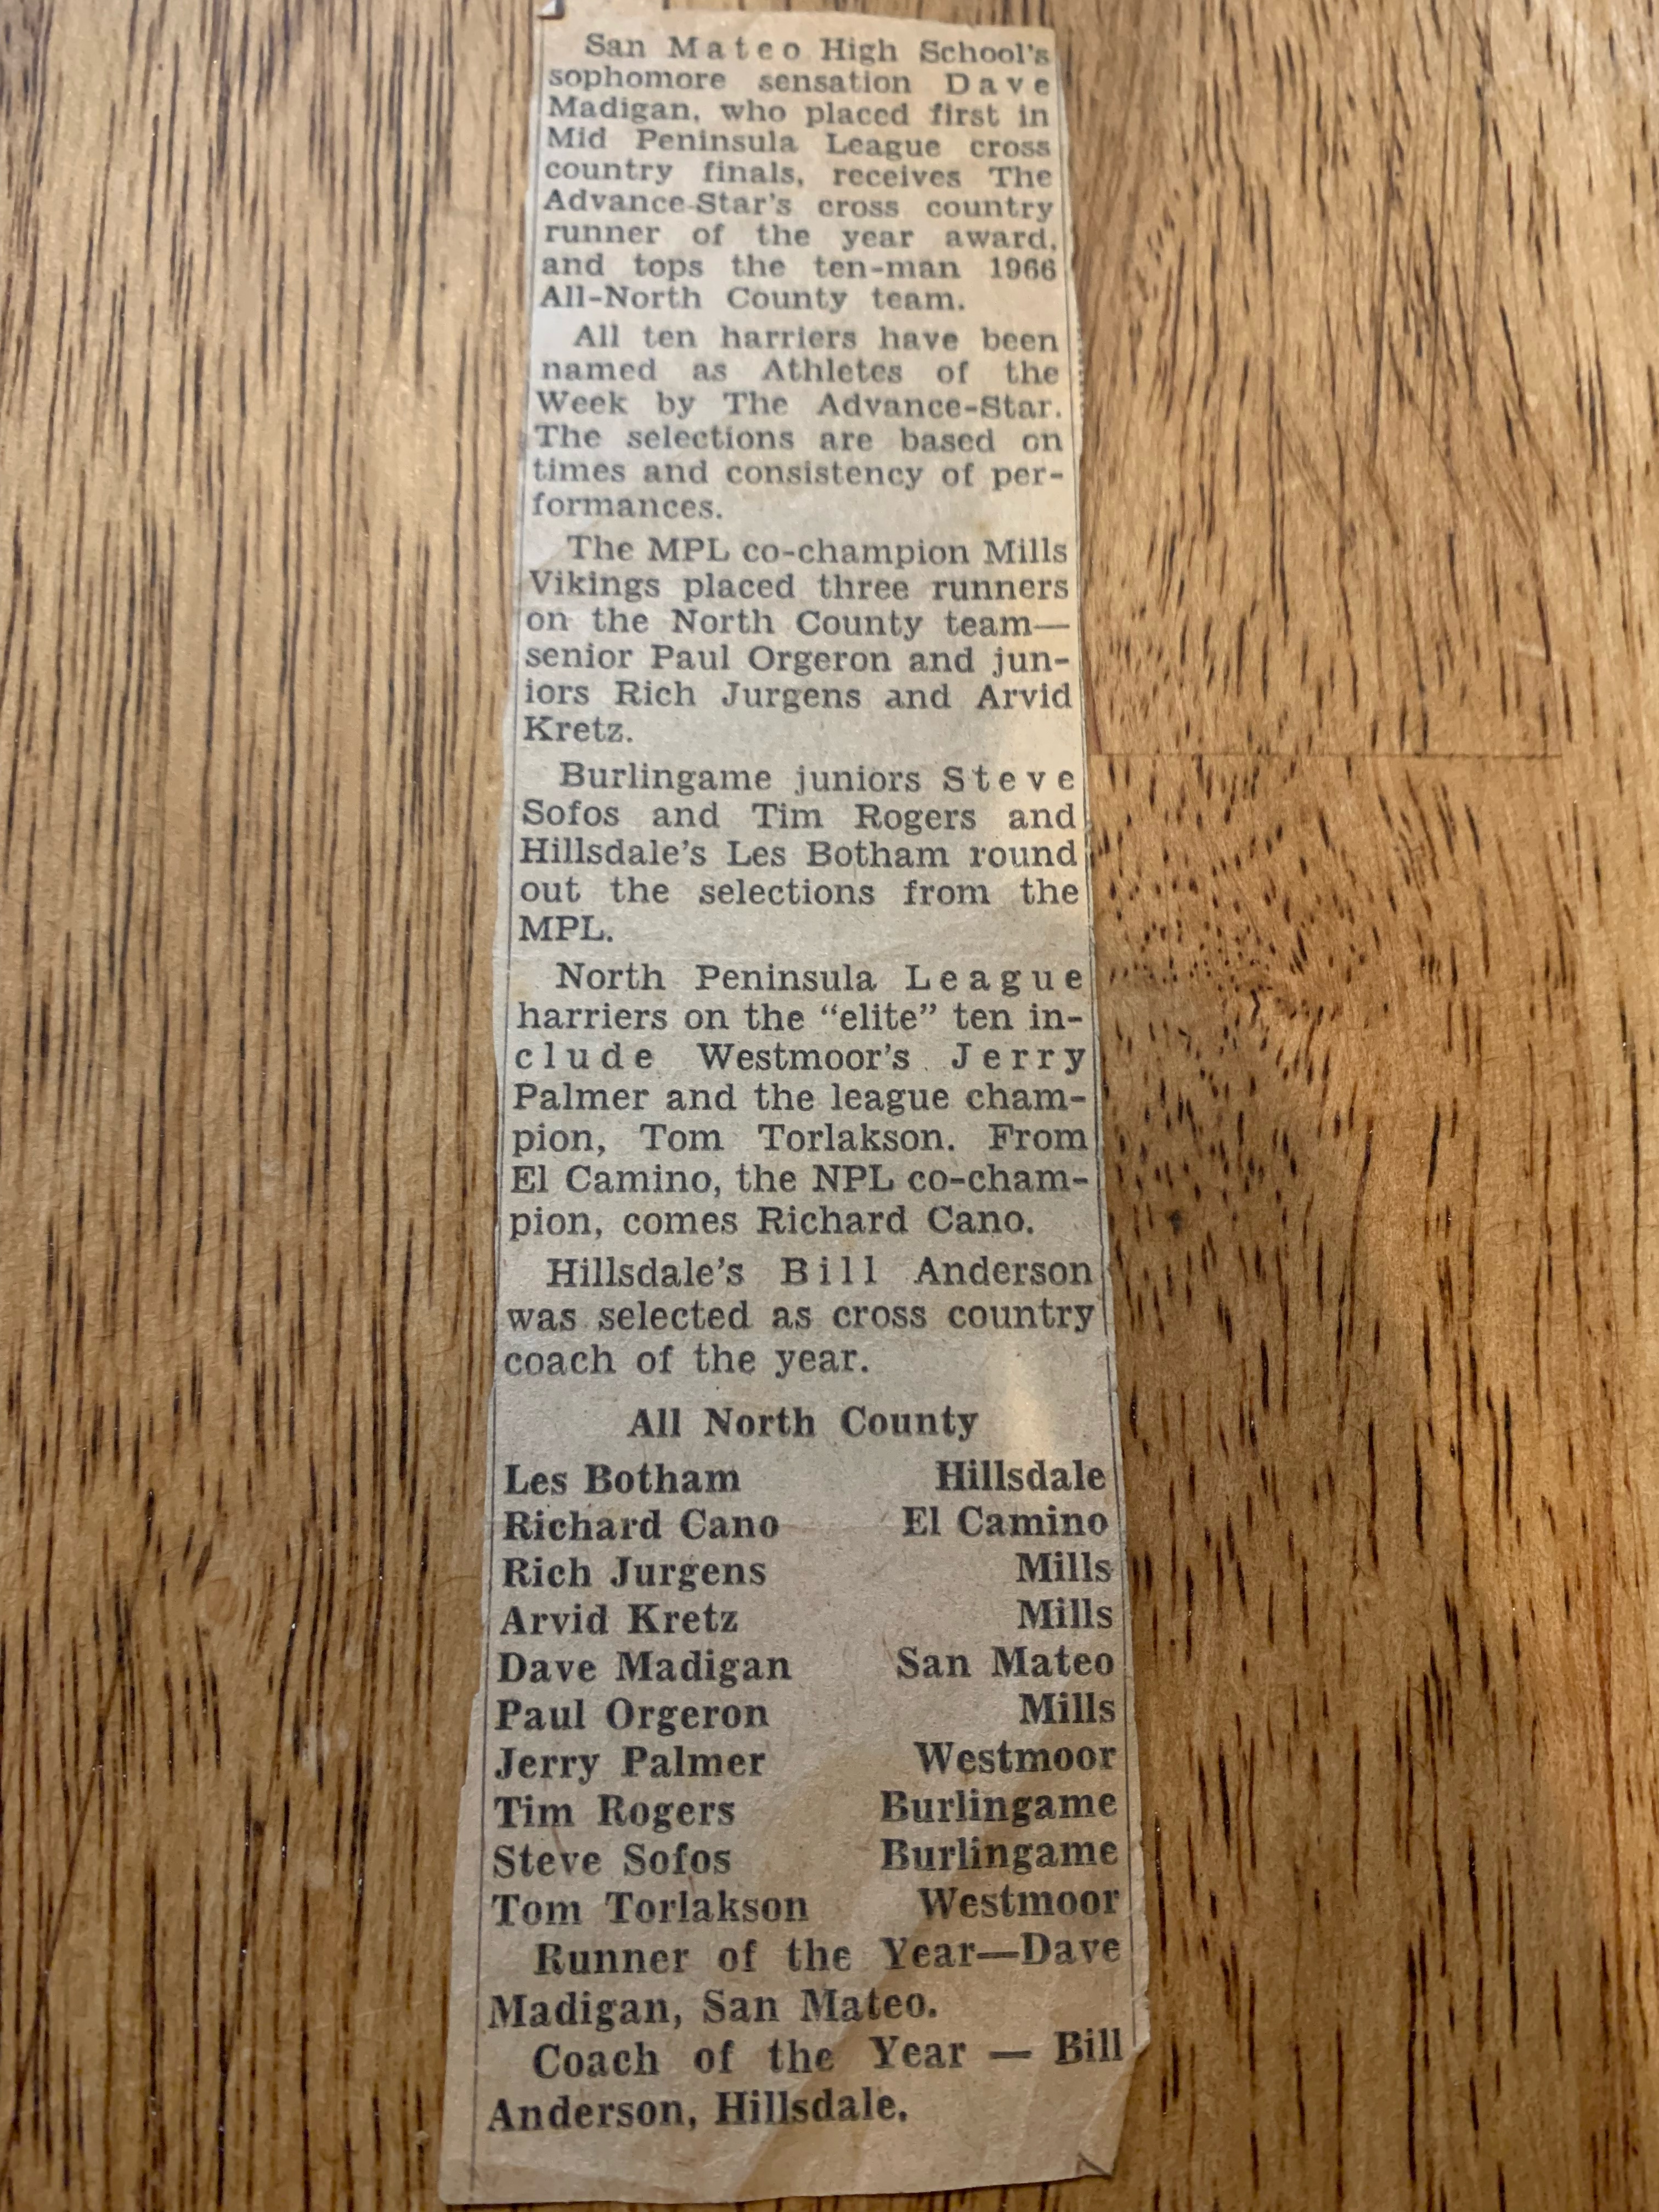 San Mateo High School's
sophomore sensation Dave
Madigan, who placed first in
Mid Peninsula League cross
country finals, receives The
Advance-Star's cross country
runner of the year award,
and tops the ten-man 1966
All-North County team.
All ten harriers have been
named as Athletes of the
Week by The Advance-Star.
The selections are based on
times and consistency of per-
formances.
The MPL co-champion Mills
Vikings placed three runners
on the North County team—
senior Paul Orgeron and jun-
iors Rich Jurgens and Arvid
Kretz.
Burlingame juniors Steve
Sofos and Tim Rogers and
Hillsdale's Les Botham round
out the selections from the
MPL.
North Peninsula League
harriers on the “elite” ten in-
clude Westmoor's Jerry
Palmer and the league cham-
pion, Tom Torlakson. From
El Camino, the NPL co-cham-
pion, comes Richard Cano.
Hillsdale's Bill Anderson
was selected as cross country
coach of the year.
All North County
Les Botham Hillsdale
Richard Cano El Camino
Rich Jurgens Mills
Arvid Kretz Mills
Dave Madigan San Mateo
Paul Orgeron Mills
Jerry Palmer Westmoor
Tim Rogers Burlingame
Steve Sofos Burlingame
Tom Torlakson Westmoor
Runner of the Year—Dave
Madigan, San Mateo.
Coach of the Year — Bill
Anderson, Hillsdale.